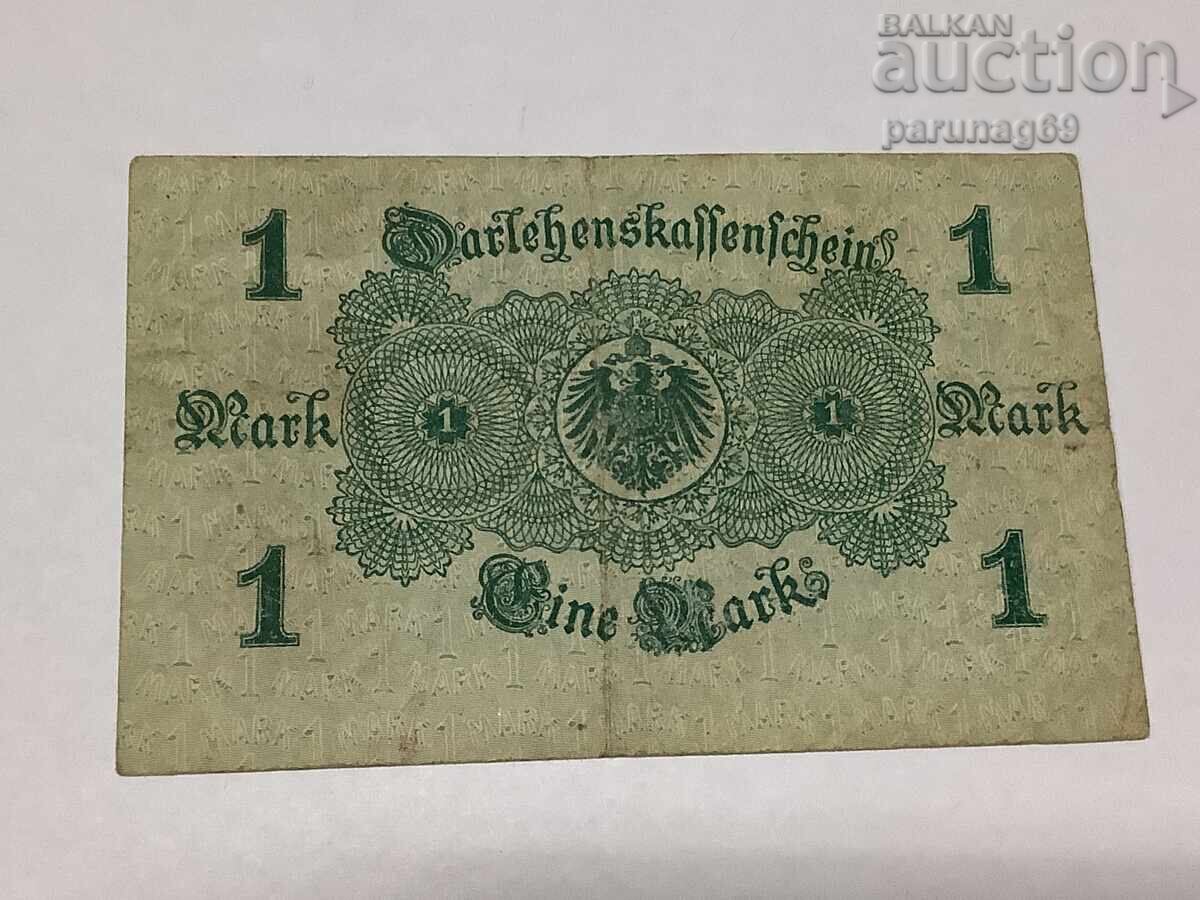 BALKAN
auction
parunag69
1 Darlehenskassenschein 1
Mark 1 1 Mark
1 Eine Mark 1